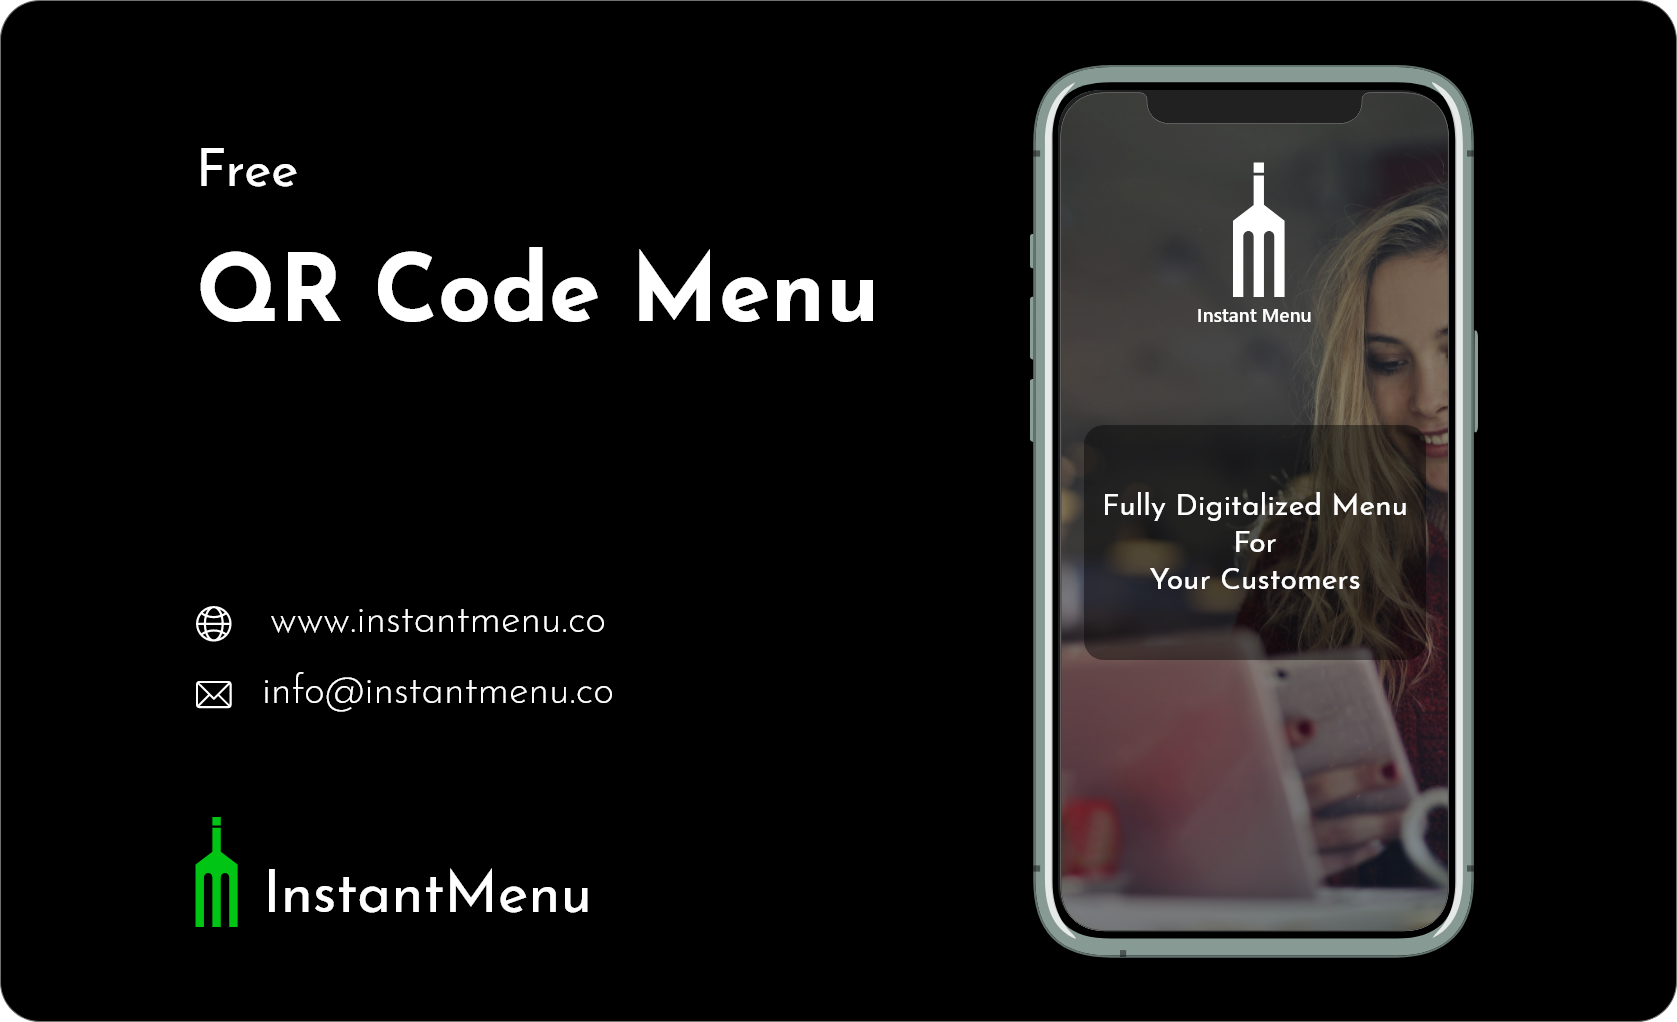 Free
QR Code Menu
www.instantmenu.co
info@instantmenu.co
InstantMenu
Instant Menu
Fully Digitalized Menu
For
Your Customers